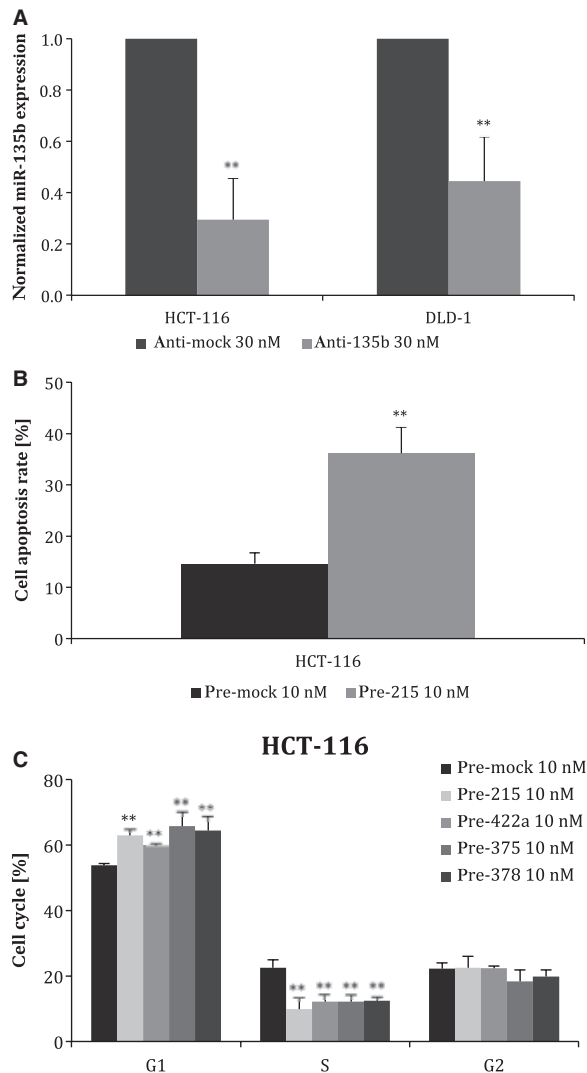 A
Normalized miR-135b expression
1.0
0.8
0.6
0.4
0.2
0.0
**
**
HCT-116
DLD-1
Anti-mock 30 nM
Anti-135b 30 nM
B
Cell apoptosis rate [%]
50
40
30
20
10
0
**
HCT-116
Pre-mock 10 nM
Pre-215 10 nM
C
HCT-116
Cell cycle [%]
80
60
40
20
0
Pre-mock 10 nM
Pre-215 10 nM
Pre-422a 10 nM
Pre-375 10 nM
Pre-378 10 nM
**
**
**
**
**
**
**
**
G1
S
G2